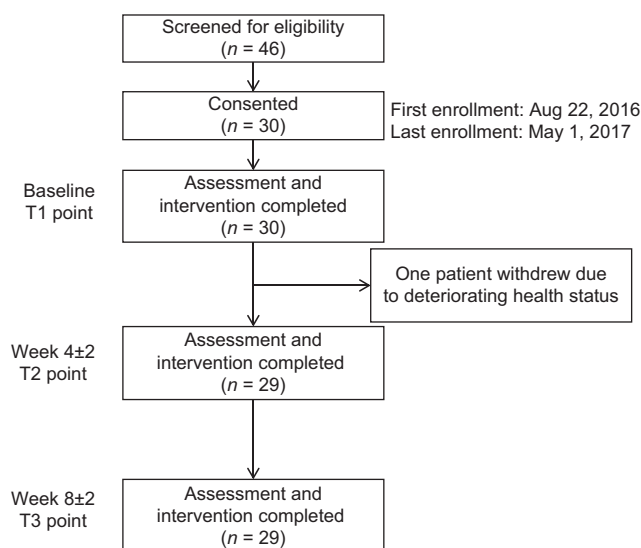 Screened for eligibility
(n = 46)
Consented
(n = 30)
First enrollment: Aug 22, 2016
Last enrollment: May 1, 2017
Baseline
T1 point
Assessment and
intervention completed
(n = 30)
One patient withdrew due
to deteriorating health status
Week 4±2
T2 point
Assessment and
intervention completed
(n = 29)
Week 8±2
T3 point
Assessment and
intervention completed
(n = 29)